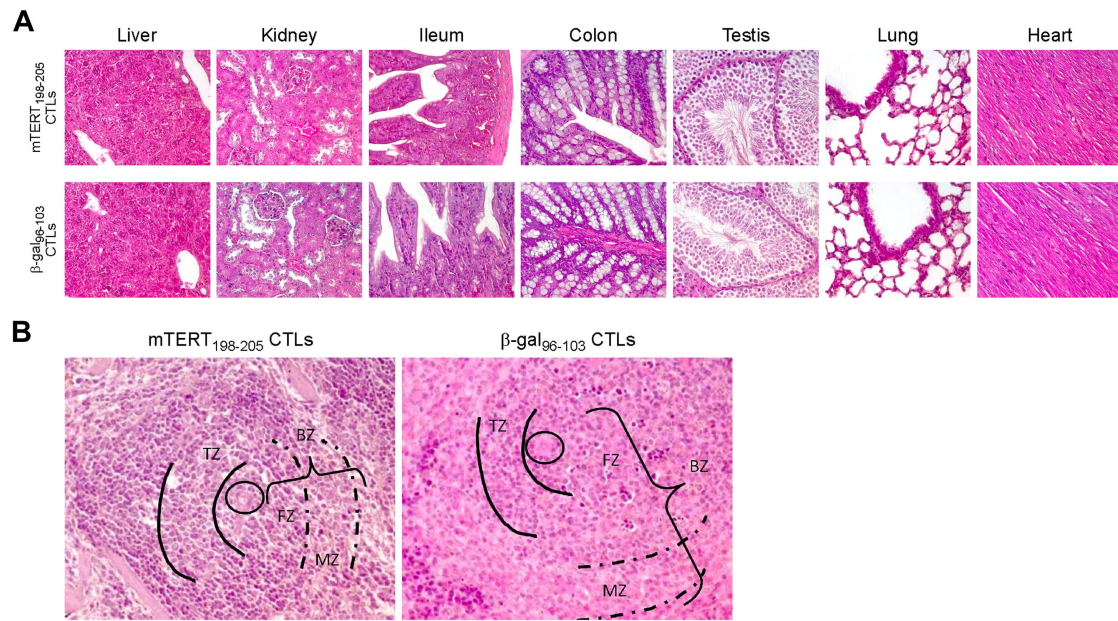 A
Liver Kidney Ileum Colon Testis Lung Heart
mTERT198-205
CTLs
β-gal96-103
CTLs
B
mTERT198-205 CTLs β-gal96-103 CTLs
TZ BZ FZ MZ
TZ FZ BZ MZ